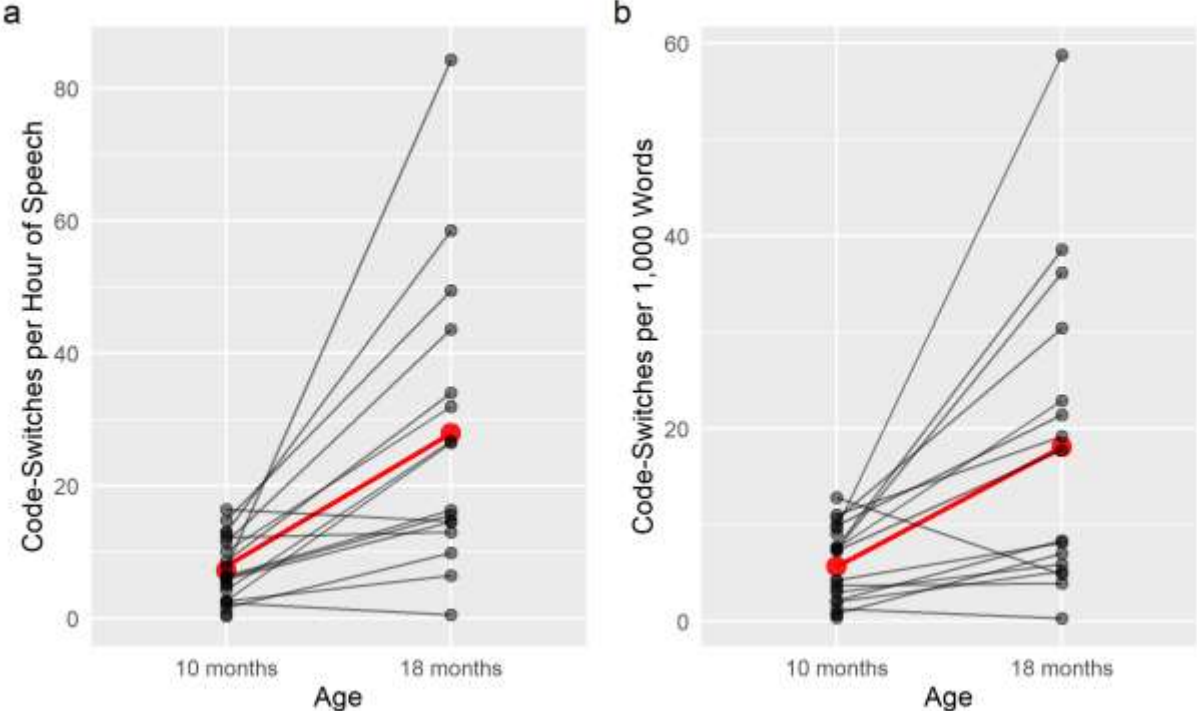 a
Code-Switches per Hour of Speech
80
60
40
20
0
10 months
18 months
Age
b
Code-Switches per 1,000 Words
60
40
20
0
10 months
18 months
Age